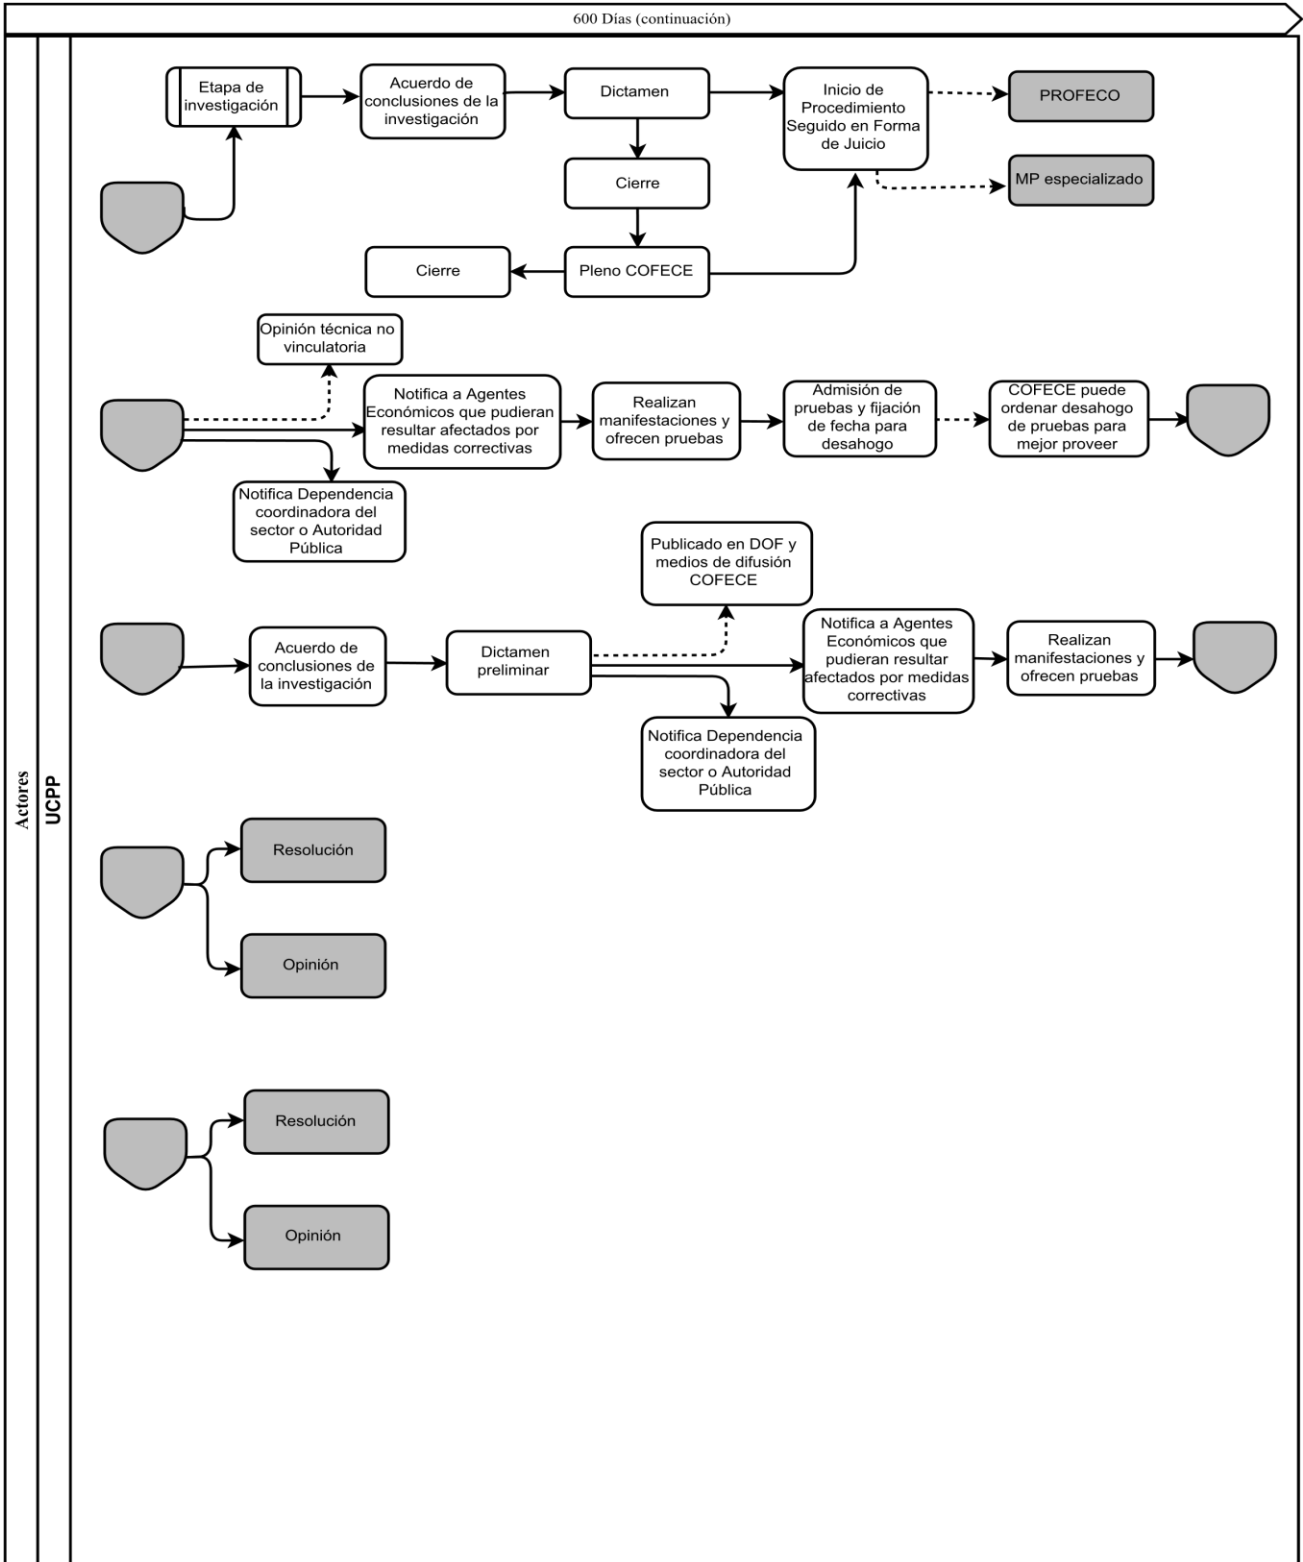 600 Días (continuación)
Actores
UCPP
Etapa de
investigación
Acuerdo de
conclusiones de la
investigación
Dictamen
Inicio de
Procedimiento
Seguido en Forma
de Juicio
PROFECO
MP especializado
Cierre
Cierre
Pleno COFECE
Opinión técnica no
vinculatoria
Notifica a Agentes
Económicos que pudieran
resultar afectados por
medidas correctivas
Realizan
manifestaciones y
ofrecen pruebas
Admisión de
pruebas y fijación
de fecha para
desahogo
COFECE puede
ordenar desahogo
de pruebas para
mejor proveer
Notifica Dependencia
coordinadora del
sector o Autoridad
Pública
Publicado en DOF y
medios de difusión
COFECE
Acuerdo de
conclusiones de
la investigación
Dictamen
preliminar
Notifica a Agentes
Económicos que
pudieran resultar
afectados por medidas
correctivas
Realizan
manifestaciones y
ofrecen pruebas
Notifica Dependencia
coordinadora del
sector o Autoridad
Pública
Resolución
Opinión
Resolución
Opinión